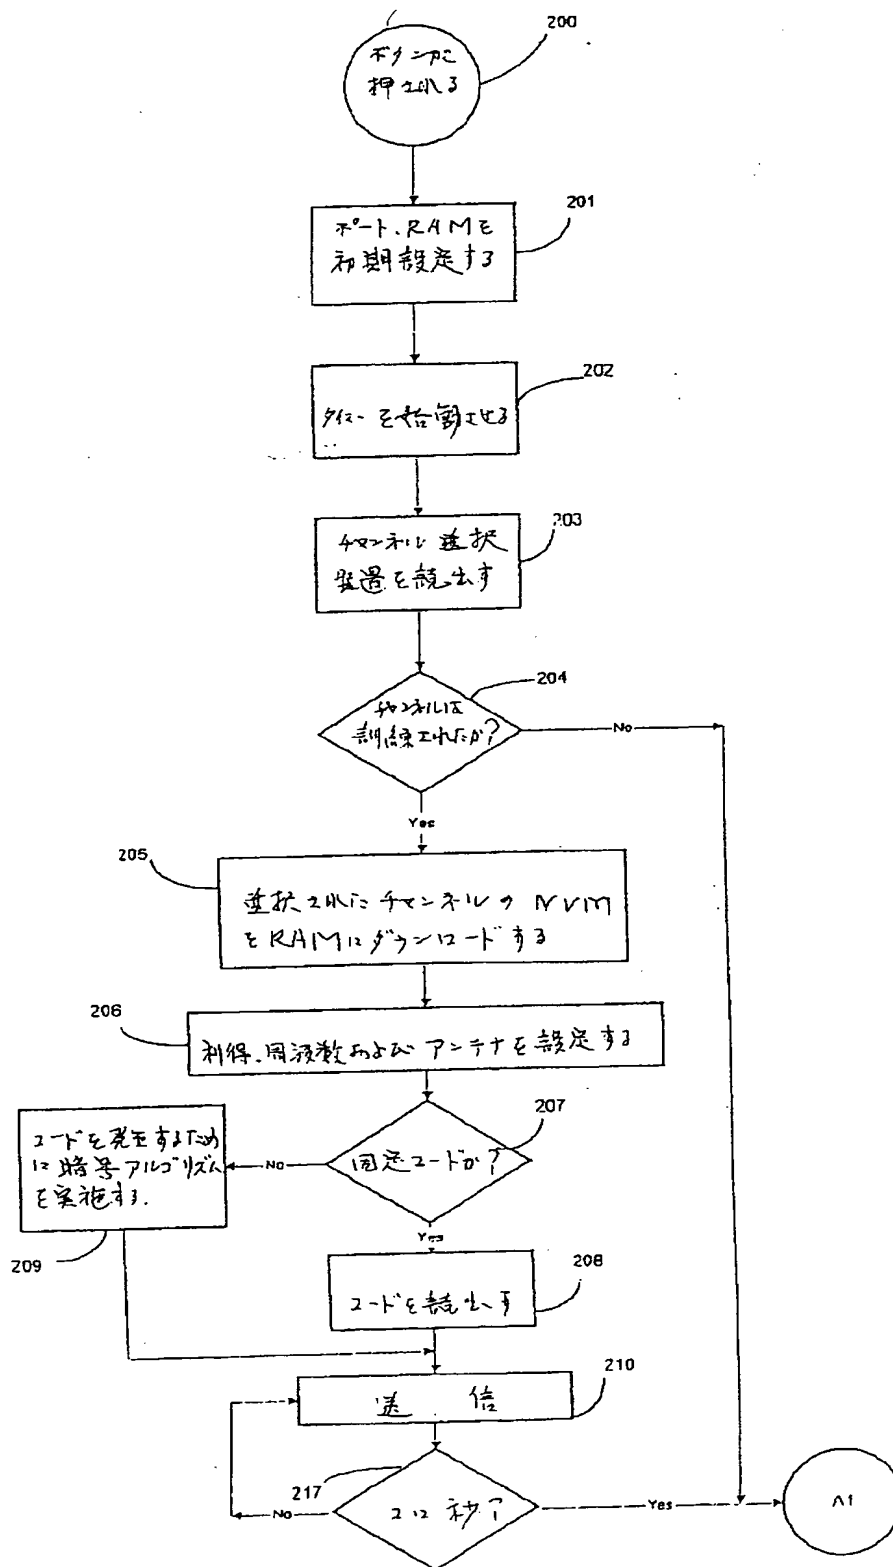 200
ボタンが
押される
201
ポート、RAMを
初期設定する
202
タイマーを始動させる
203
チャンネル選択
装置を読出す
204
チャンネルは
訓練されたか?
No
Yes
205
選択されたチャンネルの NVM
をRAMにダウンロードする
206
利得、周波数およびアンテナを設定する
207
固定コードか?
No
Yes
コードを発生するため
に暗号アルゴリズム
を実施する.
209
208
コードを読出す
210
送 信
217
秒?
No
Yes
A1